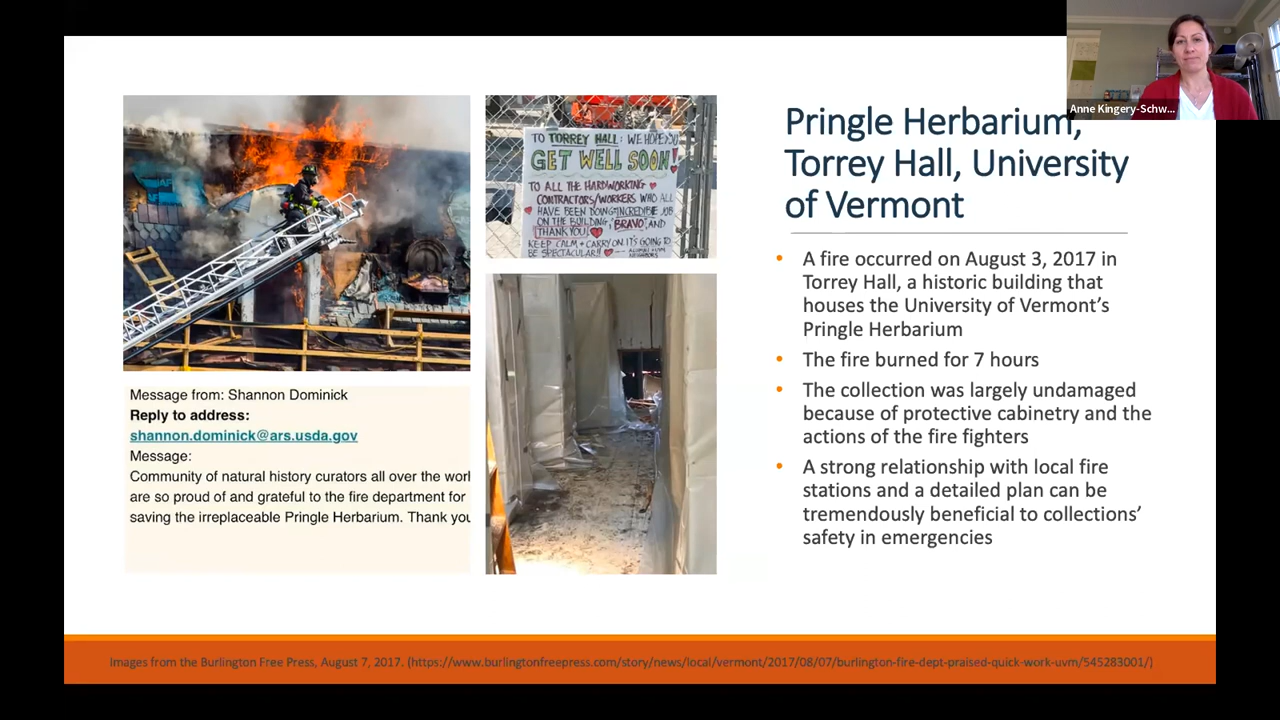 Anne Kingery-Schw...
Pringle Herbarium,
Torrey Hall, University
of Vermont
• A fire occurred on August 3, 2017 in
Torrey Hall, a historic building that
houses the University of Vermont's
Pringle Herbarium
• The fire burned for 7 hours
• The collection was largely undamaged
because of protective cabinetry and the
actions of the fire fighters
• A strong relationship with local fire
stations and a detailed plan can be
tremendously beneficial to collections'
safety in emergencies
TO TORREY HALL: WE HOPE YOU
GET WELL SOON!
TO ALL THE HARDWORKING
CONTRACTORS/WORKERS WHO ALL
HAVE BEEN DOING INCREDIBLE JOB
ON THE BUILDING, "BRAVO", AND
THANK YOU!
KEEP CALM + CARRY ON. IT'S GOING TO
BE SPECTACULAR!!
NEIGHBORS
Message from: Shannon Dominick
Reply to address:
shannon.dominick@ars.usda.gov
Message:
Community of natural history curators all over the worl
are so proud of and grateful to the fire department for
saving the irreplaceable Pringle Herbarium. Thank you
Images from the Burlington Free Press, August 7, 2017. (https://www.burlingtonfreepress.com/story/news/local/vermont/2017/08/07/burlington-fire-dept-praised-quick-work-uvm/545283001/)